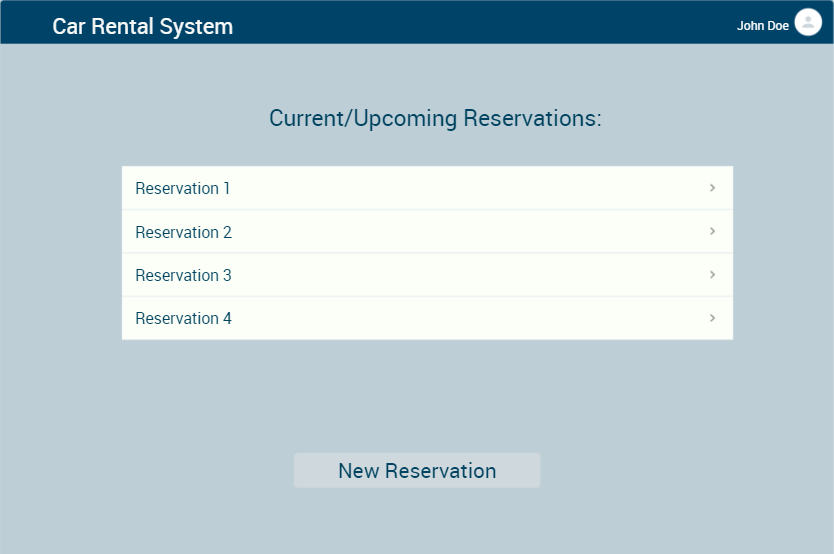 Car Rental System
John Doe
Current/Upcoming Reservations:
Reservation 1
Reservation 2
Reservation 3
Reservation 4
New Reservation